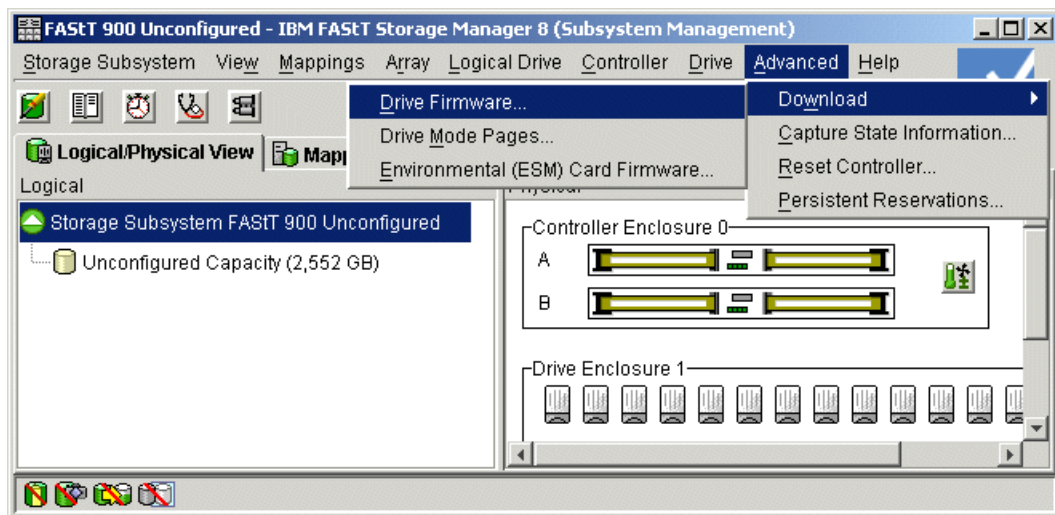 FAStT 900 Unconfigured - IBM FAStT Storage Manager 8 (Subsystem Management)
Storage Subsystem View Mappings Array Logical Drive Controller Drive Advanced Help
Drive Firmware...
Drive Mode Pages...
Environmental (ESM) Card Firmware...
Download
Capture State Information...
Reset Controller...
Persistent Reservations...
Logical/Physical View
Logical
Storage Subsystem FAStT 900 Unconfigured
Unconfigured Capacity (2,552 GB)
Controller Enclosure 0
A
B
Drive Enclosure 1